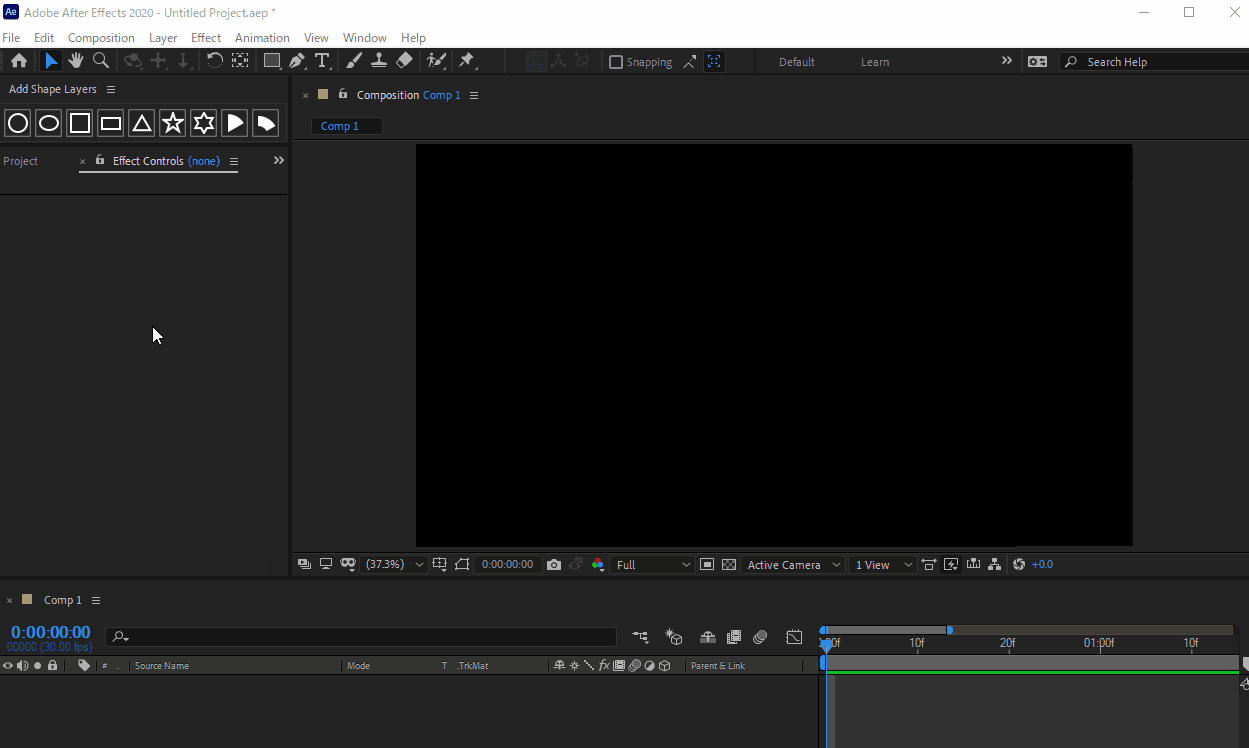 Ae Adobe After Effects 2020 - Untitled Project.aep *
File Edit Composition Layer Effect Animation View Window Help
T Snapping Default Learn Search Help
Add Shape Layers
Composition Comp 1
Comp 1
Project Effect Controls (none)
(37.3%) 0:00:00:00 Full Active Camera 1 View +0.0
Comp 1
0:00:00:00
00000 (30.00 fps)
:00f 10f 20f 01:00f 10f
# . Source Name Mode T .TrkMat fx Parent & Link